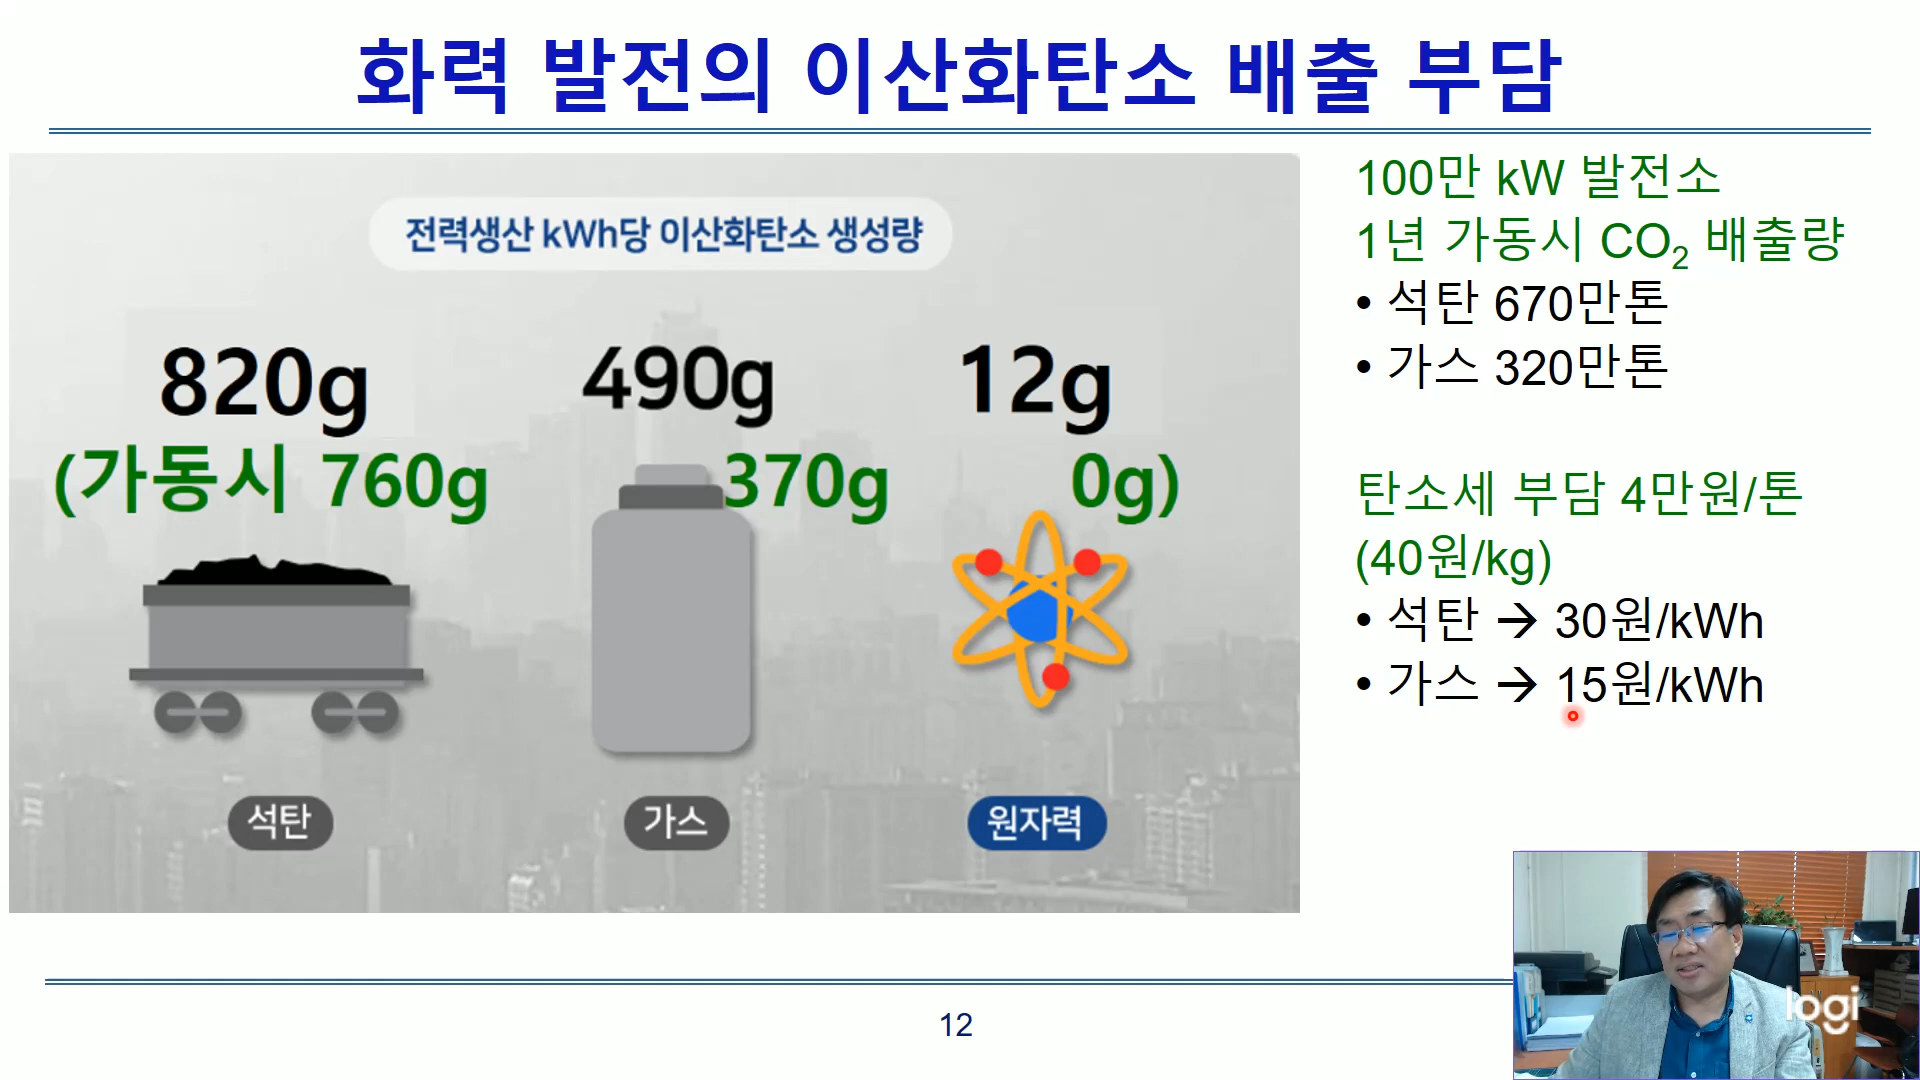 화력 발전의 이산화탄소 배출 부담
전력생산 kWh당 이산화탄소 생성량
820g 490g 12g
(가동시 760g 370g 0g)
석탄 가스 원자력
100만 kW 발전소
1년 가동시 CO₂ 배출량
• 석탄 670만톤
• 가스 320만톤
탄소세 부담 4만원/톤
(40원/kg)
• 석탄 → 30원/kWh
• 가스 → 15원/kWh
12
logi